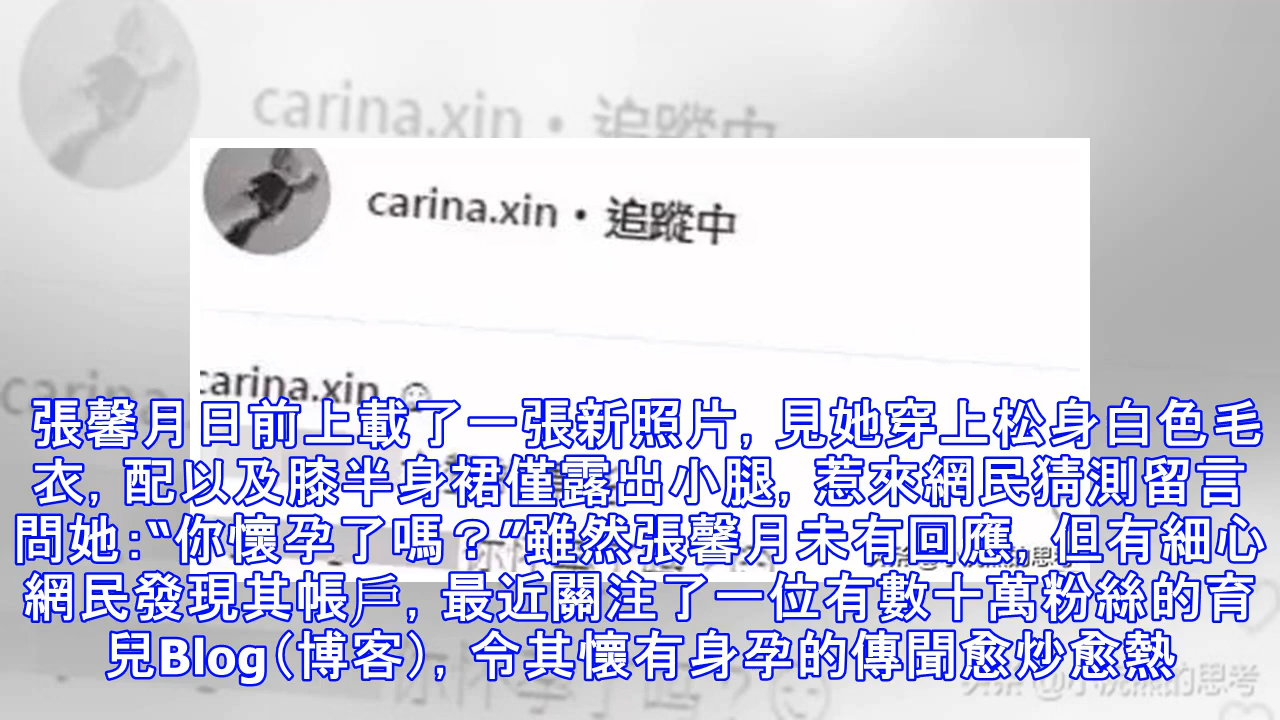 carina.xin • 追蹤中
carina.xin • 追蹤中
carina.xin
張馨月日前上載了一張新照片, 見她穿上松身白色毛
衣, 配以及膝半身裙僅露出小腿, 惹來網民猜測留言
問她:“你懷孕了嗎？”雖然張馨月未有回應, 但有細心
網民發現其帳戶, 最近關注了一位有數十萬粉絲的育
兒Blog(博客), 令其懷有身孕的傳聞愈炒愈熱